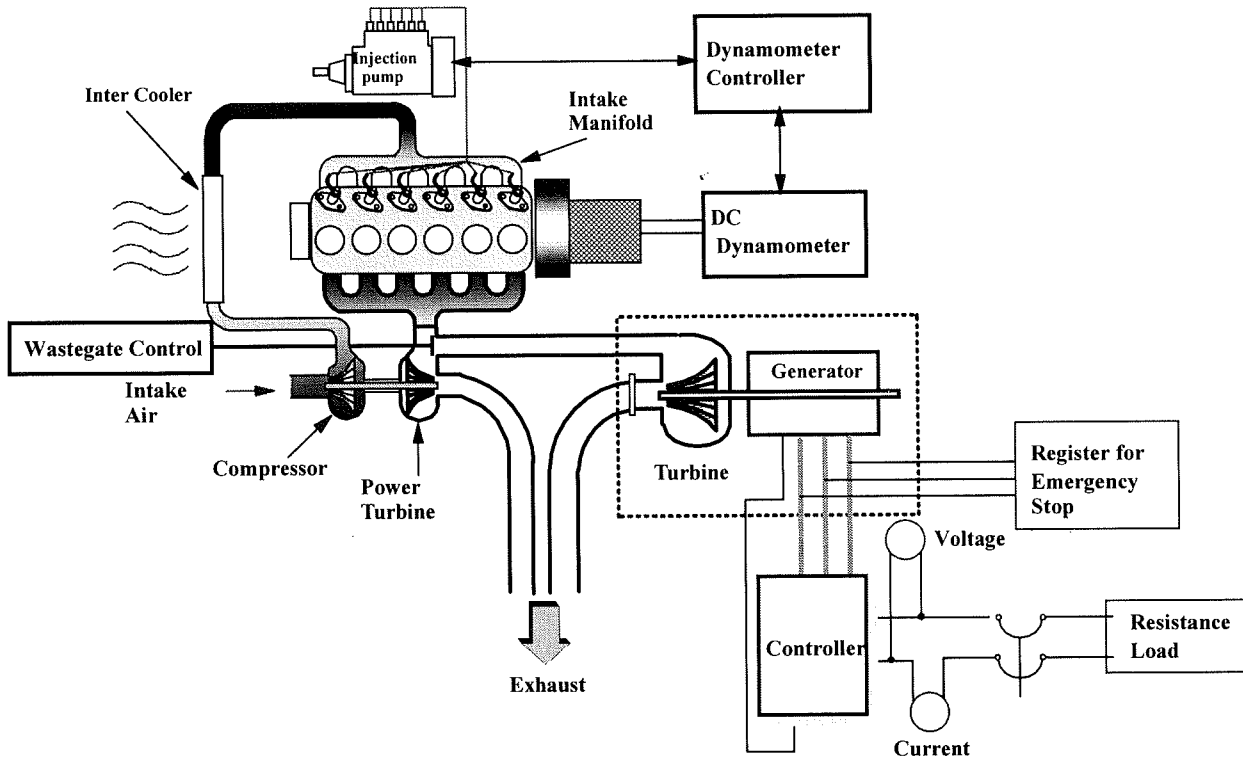 Injection
pump
Dynamometer
Controller
Inter Cooler
Intake
Manifold
DC
Dynamometer
Wastegate Control
Intake
Air
Generator
Compressor
Power
Turbine
Turbine
Register for
Emergency
Stop
Voltage
Controller
Resistance
Load
Exhaust
Current